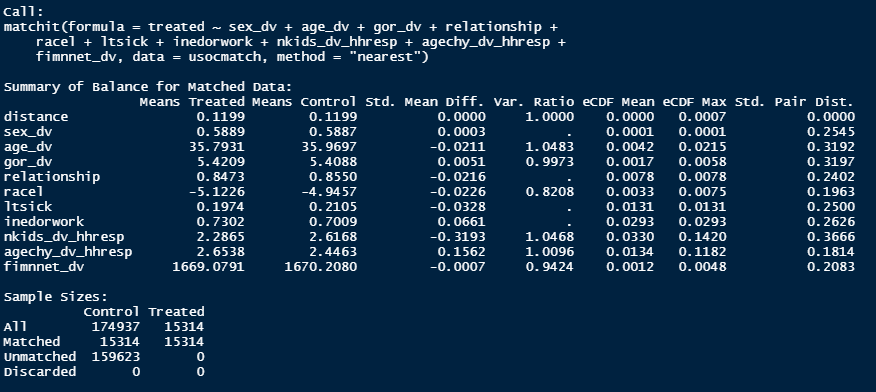 Call:
matchit(formula = treated ~ sex_dv + age_dv + gor_dv + relationship +
    racel + ltsick + inedorwork + nkids_dv_hhresp + agechy_dv_hhresp +
    fimnnet_dv, data = usocmatch, method = "nearest")

Summary of Balance for Matched Data:
                 Means Treated Means Control Std. Mean Diff. Var. Ratio eCDF Mean eCDF Max Std. Pair Dist.
distance                0.1199        0.1199          0.0000     1.0000    0.0000   0.0007          0.0000
sex_dv                  0.5889        0.5887          0.0003          .    0.0001   0.0001          0.2545
age_dv                 35.7931       35.9697         -0.0211     1.0483    0.0042   0.0215          0.3192
gor_dv                  5.4209        5.4088          0.0051     0.9973    0.0017   0.0058          0.3197
relationship            0.8473        0.8550         -0.0216          .    0.0078   0.0078          0.2402
racel                  -5.1226       -4.9457         -0.0226     0.8208    0.0033   0.0075          0.1963
ltsick                  0.1974        0.2105         -0.0328          .    0.0131   0.0131          0.2500
inedorwork              0.7302        0.7009          0.0661          .    0.0293   0.0293          0.2626
nkids_dv_hhresp         2.2865        2.6168         -0.3193     1.0468    0.0330   0.1420          0.3666
agechy_dv_hhresp        2.6538        2.4463          0.1562     1.0096    0.0134   0.1182          0.1814
fimnnet_dv           1669.0791     1670.2080         -0.0007     0.9424    0.0012   0.0048          0.2083

Sample Sizes:
          Control Treated
All        174937   15314
Matched     15314   15314
Unmatched  159623       0
Discarded       0       0